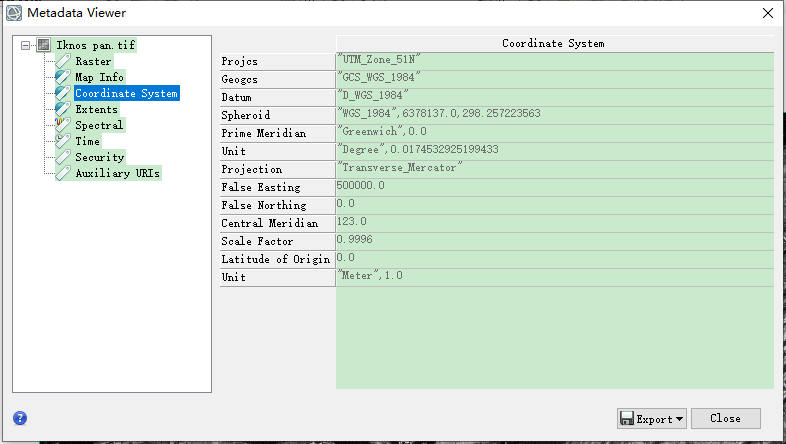 Metadata Viewer
Iknos pan.tif
Raster
Map Info
Coordinate System
Extents
Spectral
Time
Security
Auxiliary URIs
Coordinate System
Projcs "UTM_Zone_51N"
Geogcs "GCS_WGS_1984"
Datum "D_WGS_1984"
Spheroid "WGS_1984",6378137.0,298.257223563
Prime Meridian "Greenwich",0.0
Unit "Degree",0.0174532925199433
Projection "Transverse_Mercator"
False Easting 500000.0
False Northing 0.0
Central Meridian 123.0
Scale Factor 0.9996
Latitude of Origin 0.0
Unit "Meter",1.0
?
Export
Close